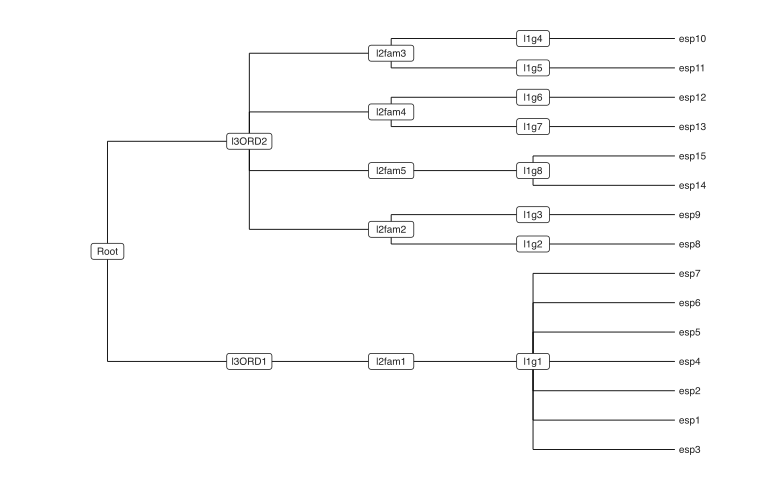 l2fam3 l1g4 esp10
l1g5 esp11
l2fam4 l1g6 esp12
l1g7 esp13
l3ORD2
l2fam5 l1g8 esp15
esp14
l2fam2 l1g3 esp9
l1g2 esp8
Root
esp7
esp6
esp5
l3ORD1 l2fam1 l1g1 esp4
esp2
esp1
esp3